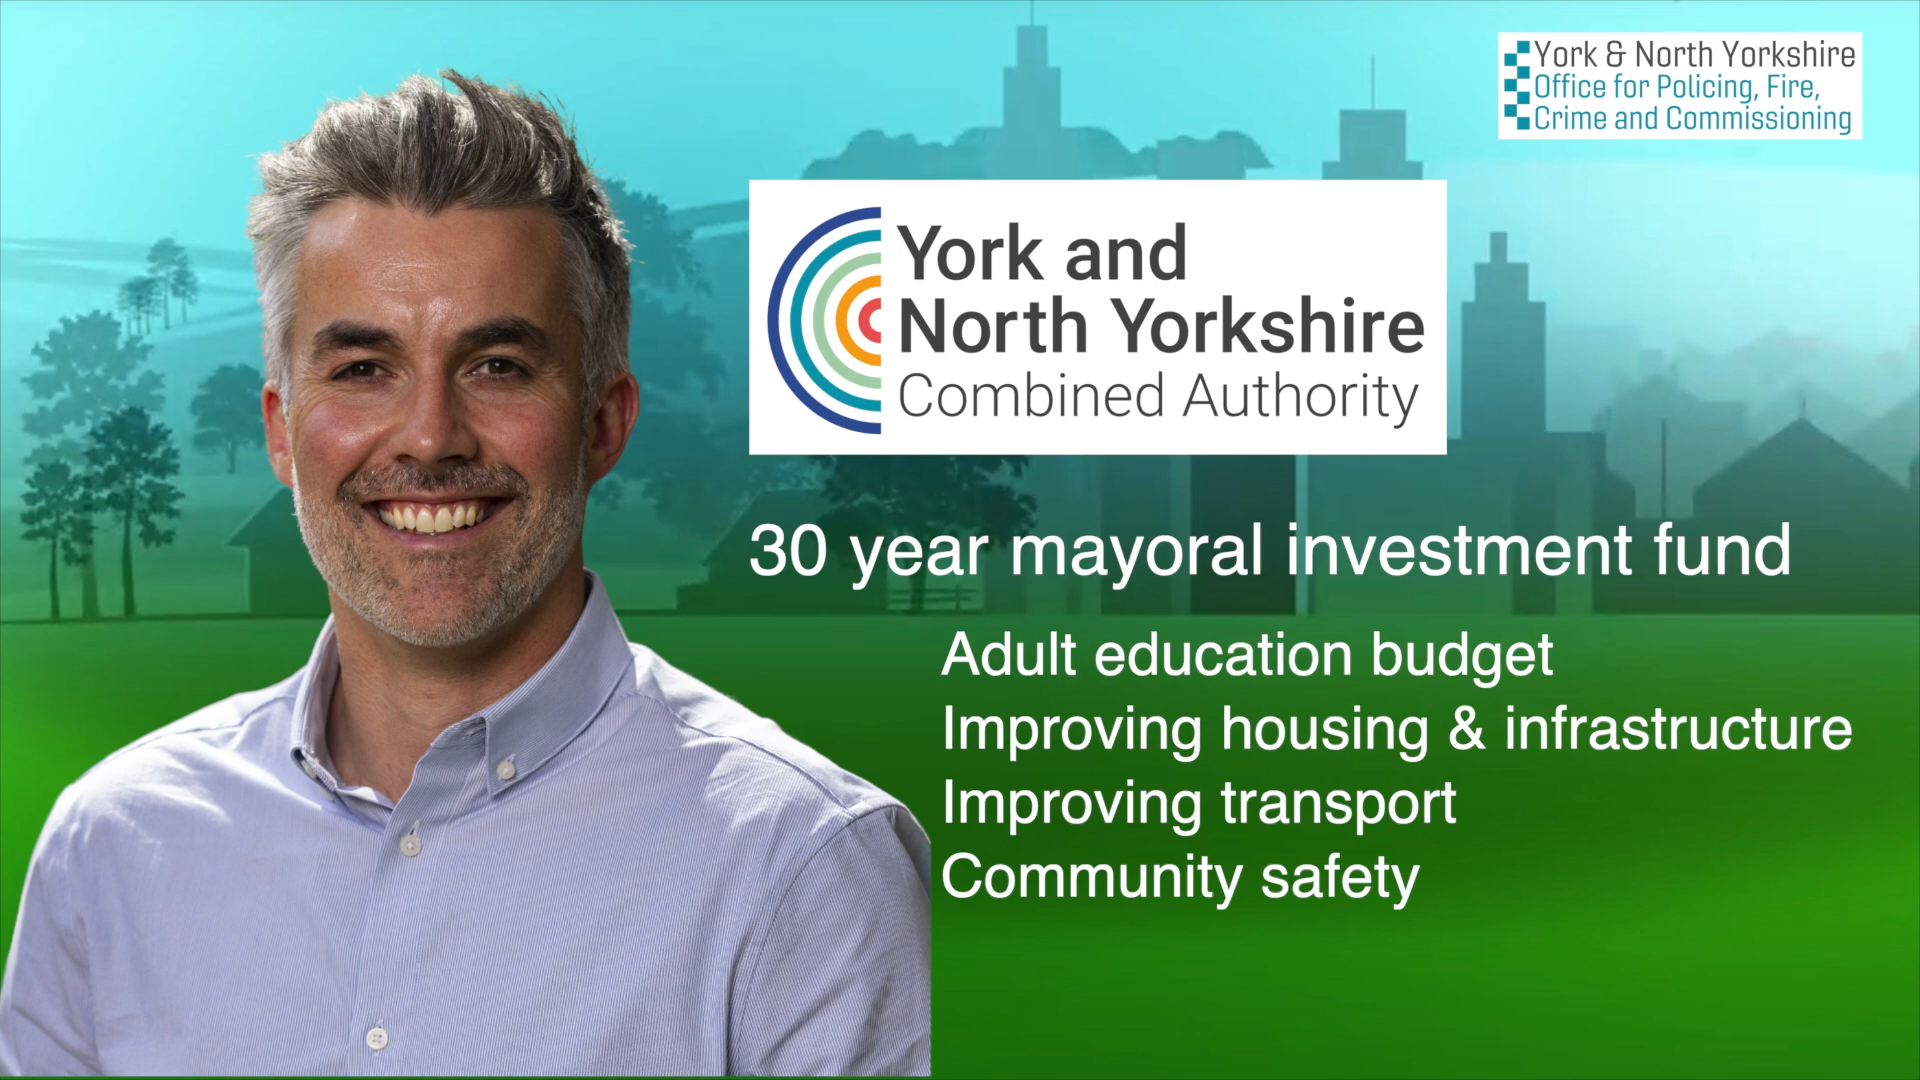 York & North Yorkshire
Office for Policing, Fire,
Crime and Commissioning
York and
North Yorkshire
Combined Authority
30 year mayoral investment fund
Adult education budget
Improving housing & infrastructure
Improving transport
Community safety